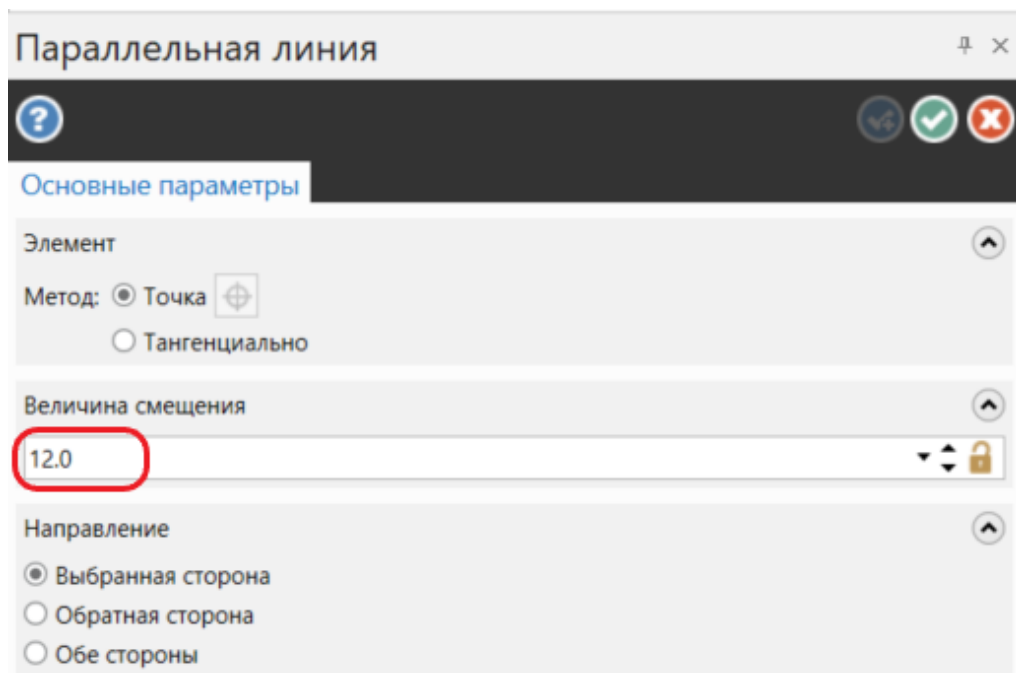 Параллельная линия
Основные параметры
Элемент
Метод: Точка
Тангенциально
Величина смещения
12.0
Направление
Выбранная сторона
Обратная сторона
Обе стороны